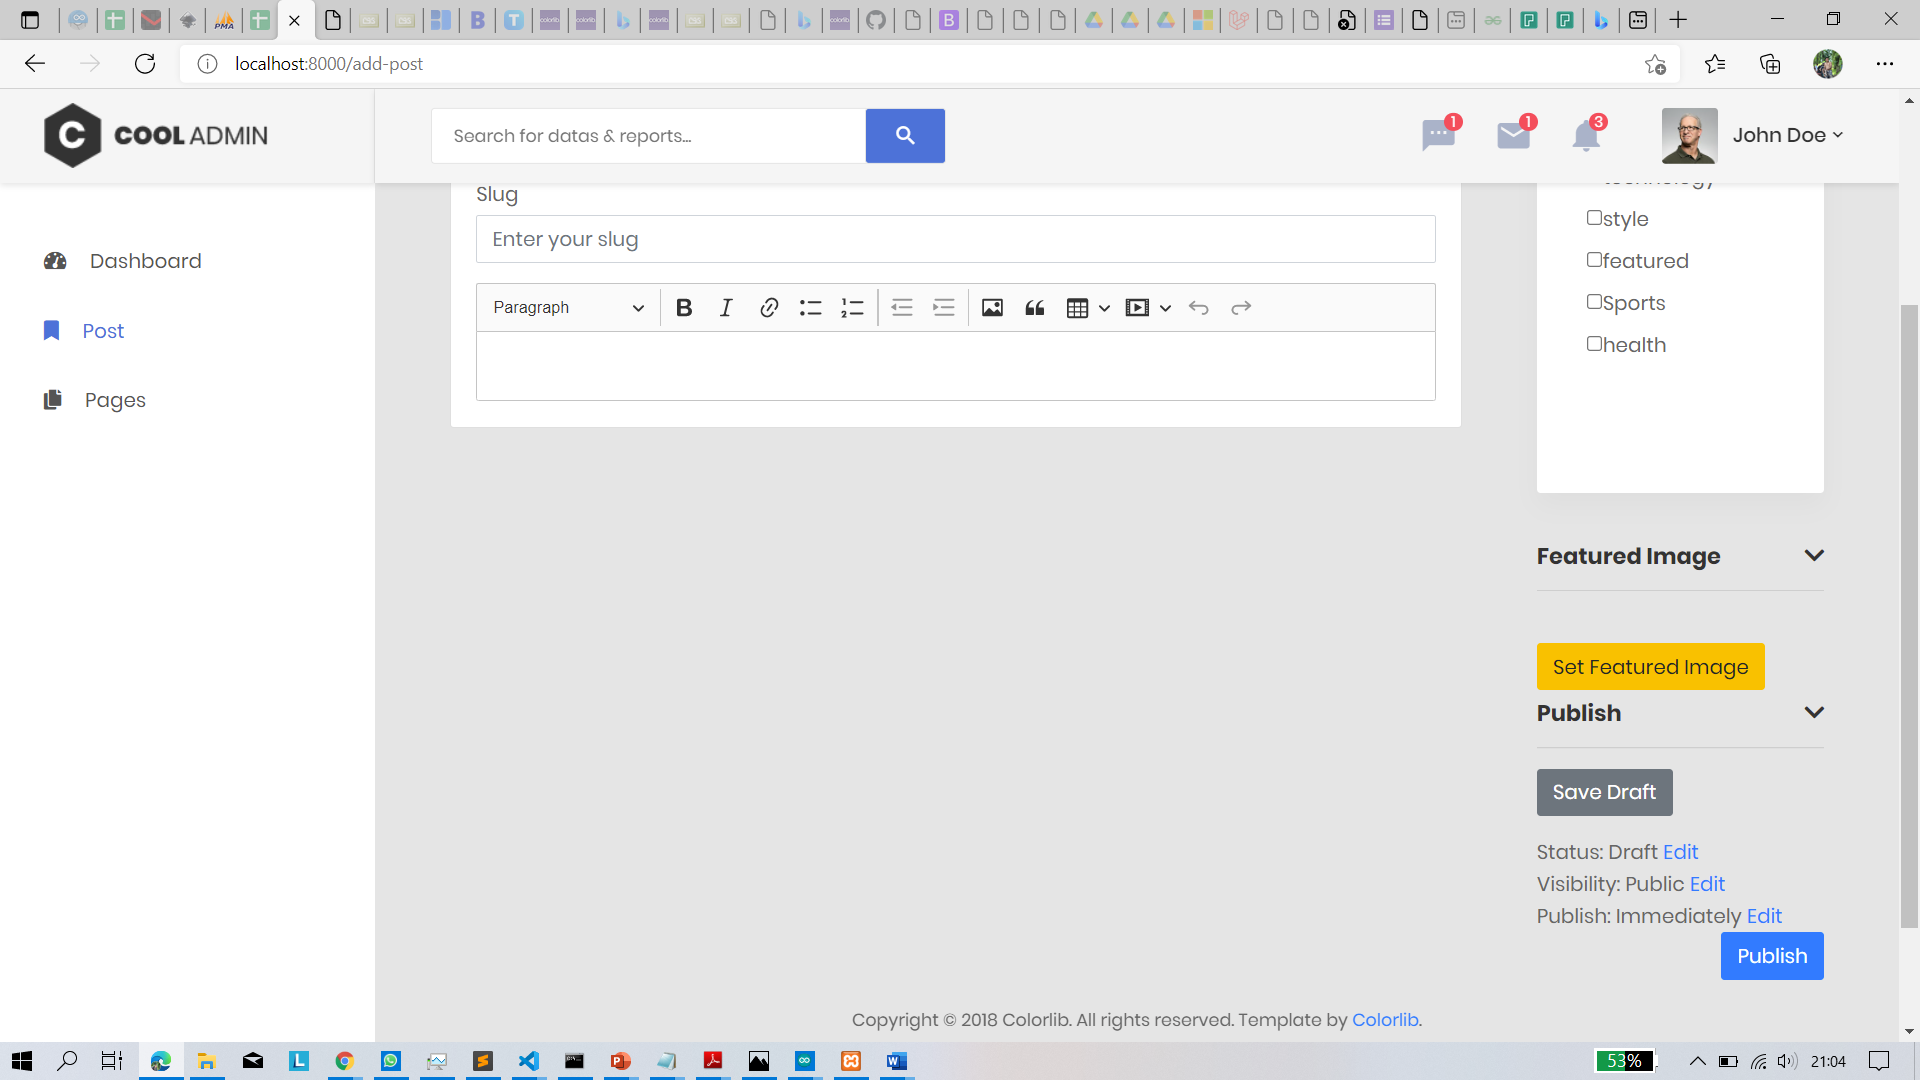 localhost:8000/add-post
COOL ADMIN
Search for datas & reports...
1
1
3
John Doe
Dashboard
Post
Pages
Slug
Enter your slug
Paragraph
technology
style
featured
Sports
health
Featured Image
Set Featured Image
Publish
Save Draft
Status: Draft Edit
Visibility: Public Edit
Publish: Immediately Edit
Publish
Copyright © 2018 Colorlib. All rights reserved. Template by Colorlib.
53%
21:04